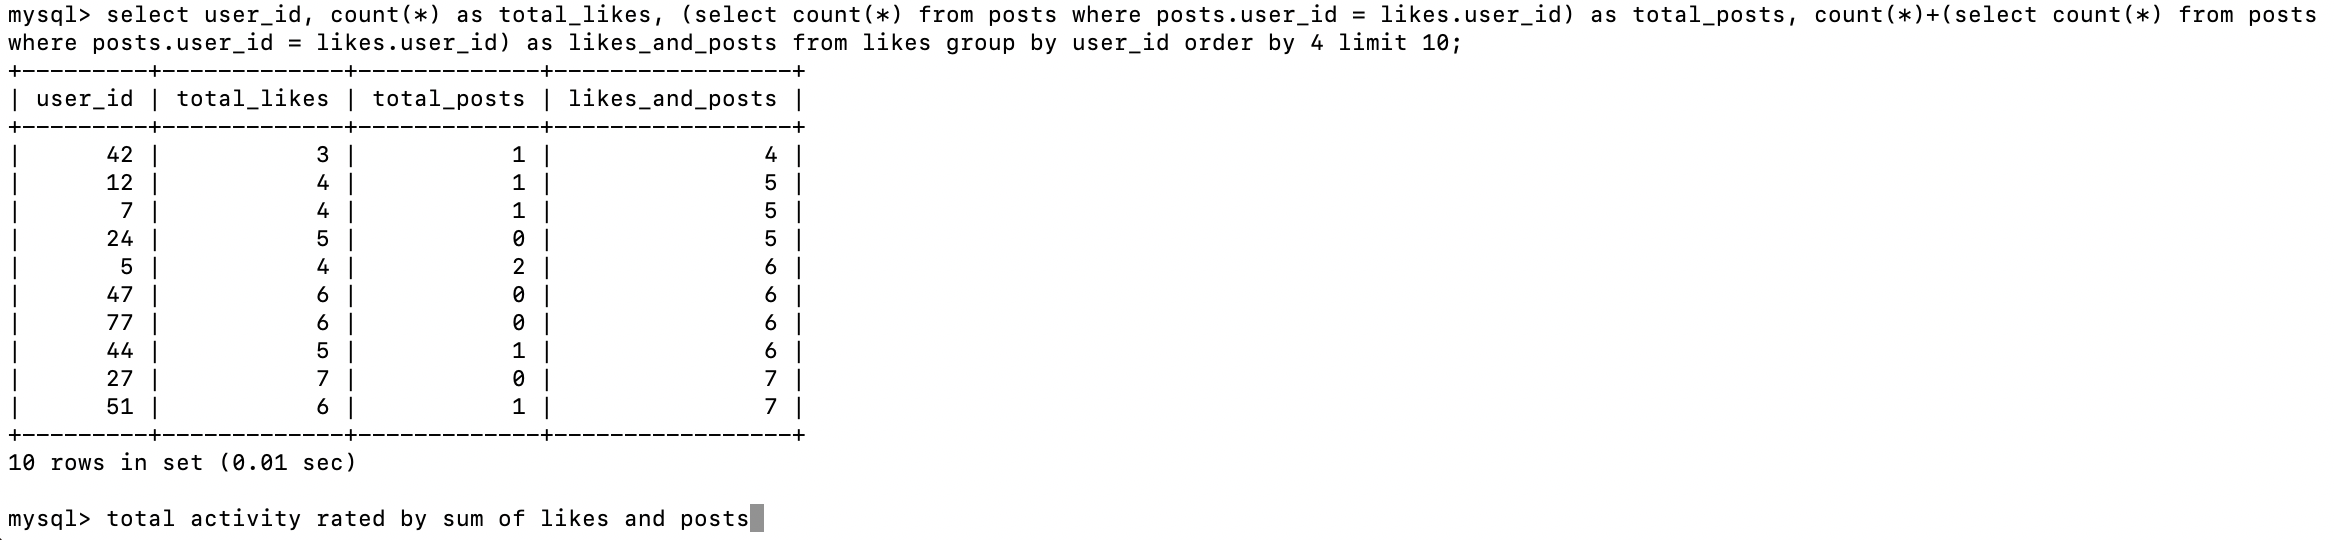 mysql> select user_id, count(*) as total_likes, (select count(*) from posts where posts.user_id = likes.user_id) as total_posts, count(*)+(select count(*) from posts
where posts.user_id = likes.user_id) as likes_and_posts from likes group by user_id order by 4 limit 10;
+---------+-------------+-------------+-----------------+
| user_id | total_likes | total_posts | likes_and_posts |
+---------+-------------+-------------+-----------------+
|      42 |           3 |           1 |               4 |
|      12 |           4 |           1 |               5 |
|       7 |           4 |           1 |               5 |
|      24 |           5 |           0 |               5 |
|       5 |           4 |           2 |               6 |
|      47 |           6 |           0 |               6 |
|      77 |           6 |           0 |               6 |
|      44 |           5 |           1 |               6 |
|      27 |           7 |           0 |               7 |
|      51 |           6 |           1 |               7 |
+---------+-------------+-------------+-----------------+
10 rows in set (0.01 sec)
mysql> total activity rated by sum of likes and posts